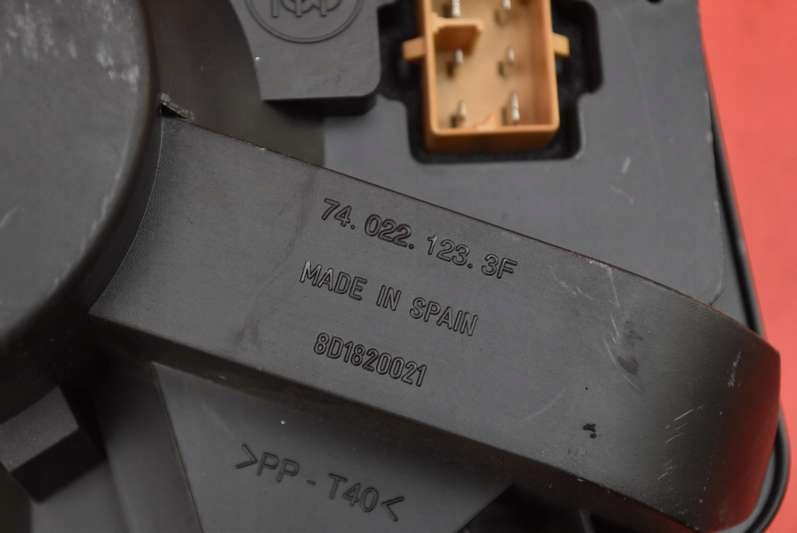 74. 022. 123. 3F
MADE IN SPAIN
8D1820021
>PP - T40<